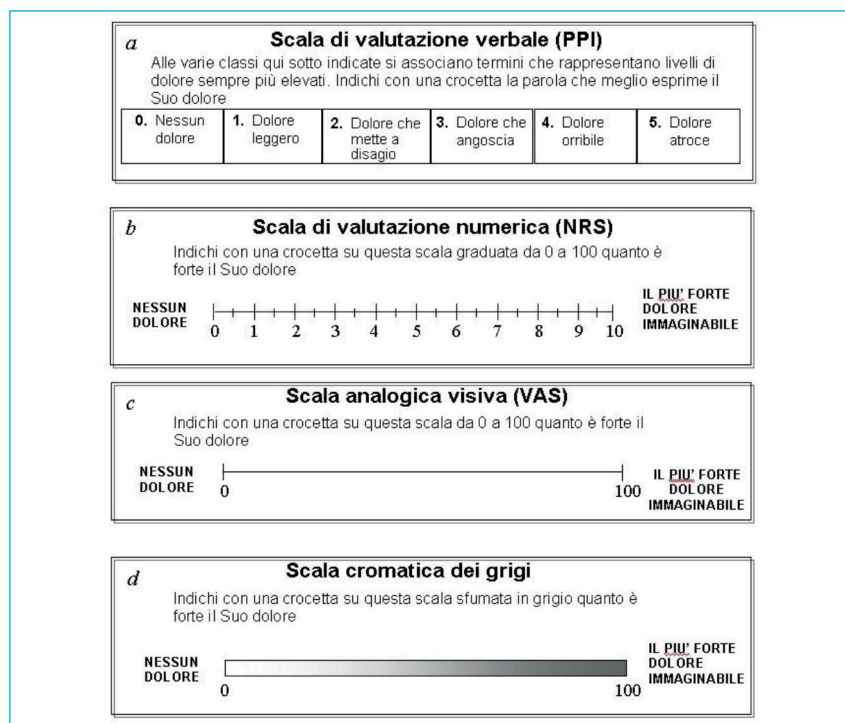 a Scala di valutazione verbale (PPI)
Alle varie classi qui sotto indicate si associano termini che rappresentano livelli di
dolore sempre più elevati. Indichi con una crocetta la parola che meglio esprime il
Suo dolore
0. Nessun dolore
1. Dolore leggero
2. Dolore che mette a disagio
3. Dolore che angoscia
4. Dolore orribile
5. Dolore atroce
b Scala di valutazione numerica (NRS)
Indichi con una crocetta su questa scala graduata da 0 a 100 quanto è
forte il Suo dolore
NESSUN
DOLORE
0 1 2 3 4 5 6 7 8 9 10
IL PIU' FORTE
DOLORE
IMMAGINABILE
c Scala analogica visiva (VAS)
Indichi con una crocetta su questa scala da 0 a 100 quanto è forte il
Suo dolore
NESSUN
DOLORE
0 100
IL PIU' FORTE
DOLORE
IMMAGINABILE
d Scala cromatica dei grigi
Indichi con una crocetta su questa scala sfumata in grigio quanto è
forte il Suo dolore
NESSUN
DOLORE
0 100
IL PIU' FORTE
DOLORE
IMMAGINABILE